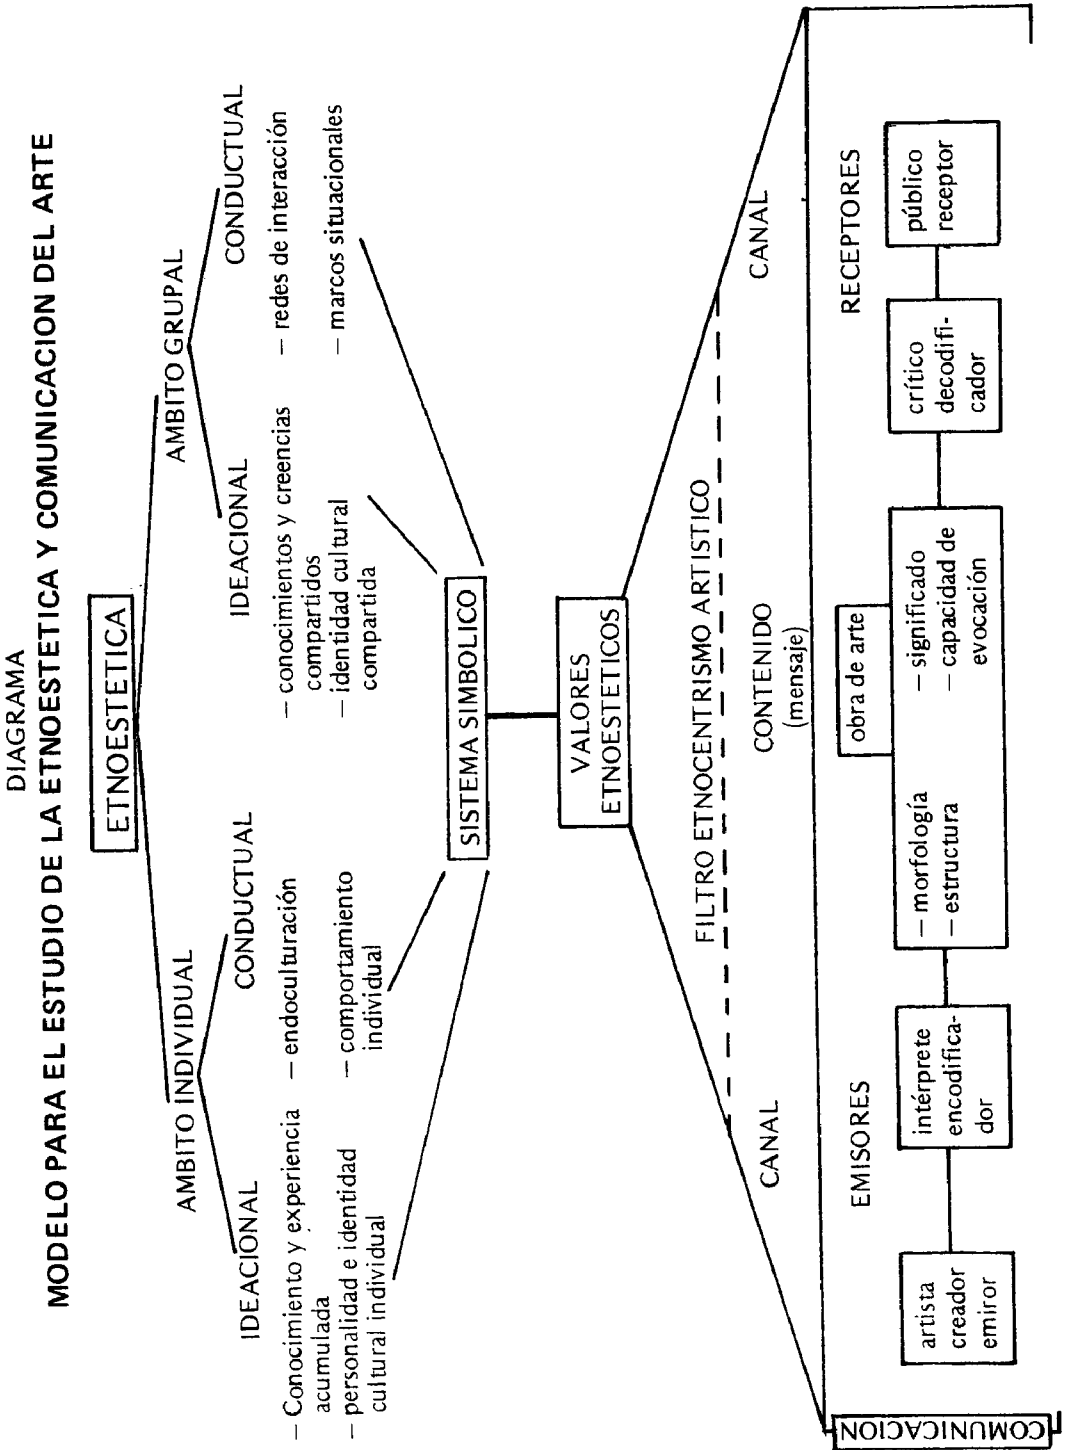 DIAGRAMA
MODELO PARA EL ESTUDIO DE LA ETNOESTETICA Y COMUNICACION DEL ARTE
ETNOESTETICA
AMBITO INDIVIDUAL
AMBITO GRUPAL
IDEACIONAL
CONDUCTUAL
IDEACIONAL
CONDUCTUAL
– Conocimiento y experiencia
acumulada
– personalidad e identidad
cultural individual
– endoculturación
– comportamiento
individual
– conocimientos y creencias
compartidos
– identidad cultural
compartida
– redes de interacción
– marcos situacionales
SISTEMA SIMBOLICO
VALORES
ETNOESTETICOS
FILTRO ETNOCENTRISMO ARTISTICO
CANAL
CONTENIDO
(mensaje)
CANAL
COMUNICACION
EMISORES
RECEPTORES
artista
creador
emiror
intérprete
encodifica-
dor
obra de arte
– morfología
– estructura
– significado
– capacidad de
evocación
crítico
decodifi-
cador
público
receptor